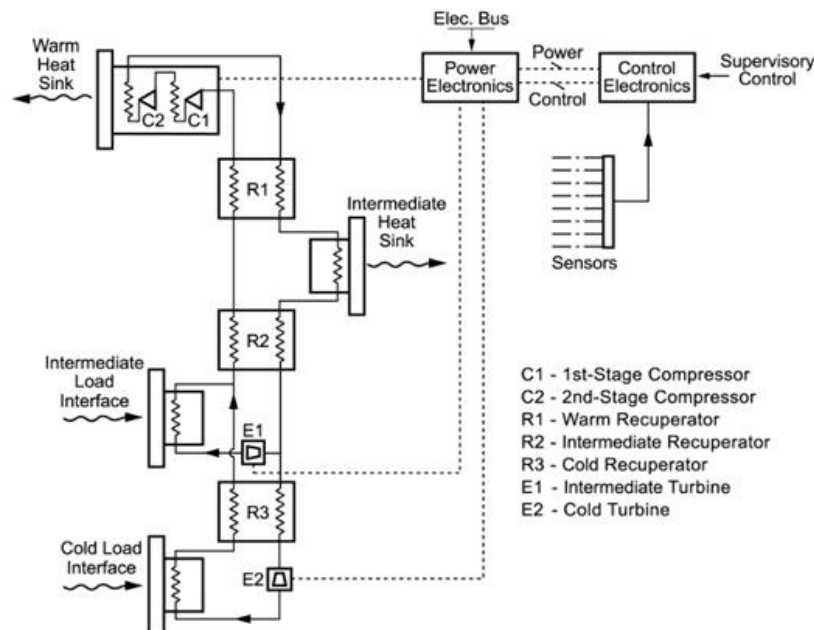 Elec. Bus
Warm
Heat
Sink
C2
C1
Power
Electronics
Power
Control
Control
Electronics
Supervisory
Control
R1
Intermediate
Heat
Sink
Sensors
R2
Intermediate
Load
Interface
E1
R3
Cold Load
Interface
E2
C1 - 1st-Stage Compressor
C2 - 2nd-Stage Compressor
R1 - Warm Recuperator
R2 - Intermediate Recuperator
R3 - Cold Recuperator
E1 - Intermediate Turbine
E2 - Cold Turbine